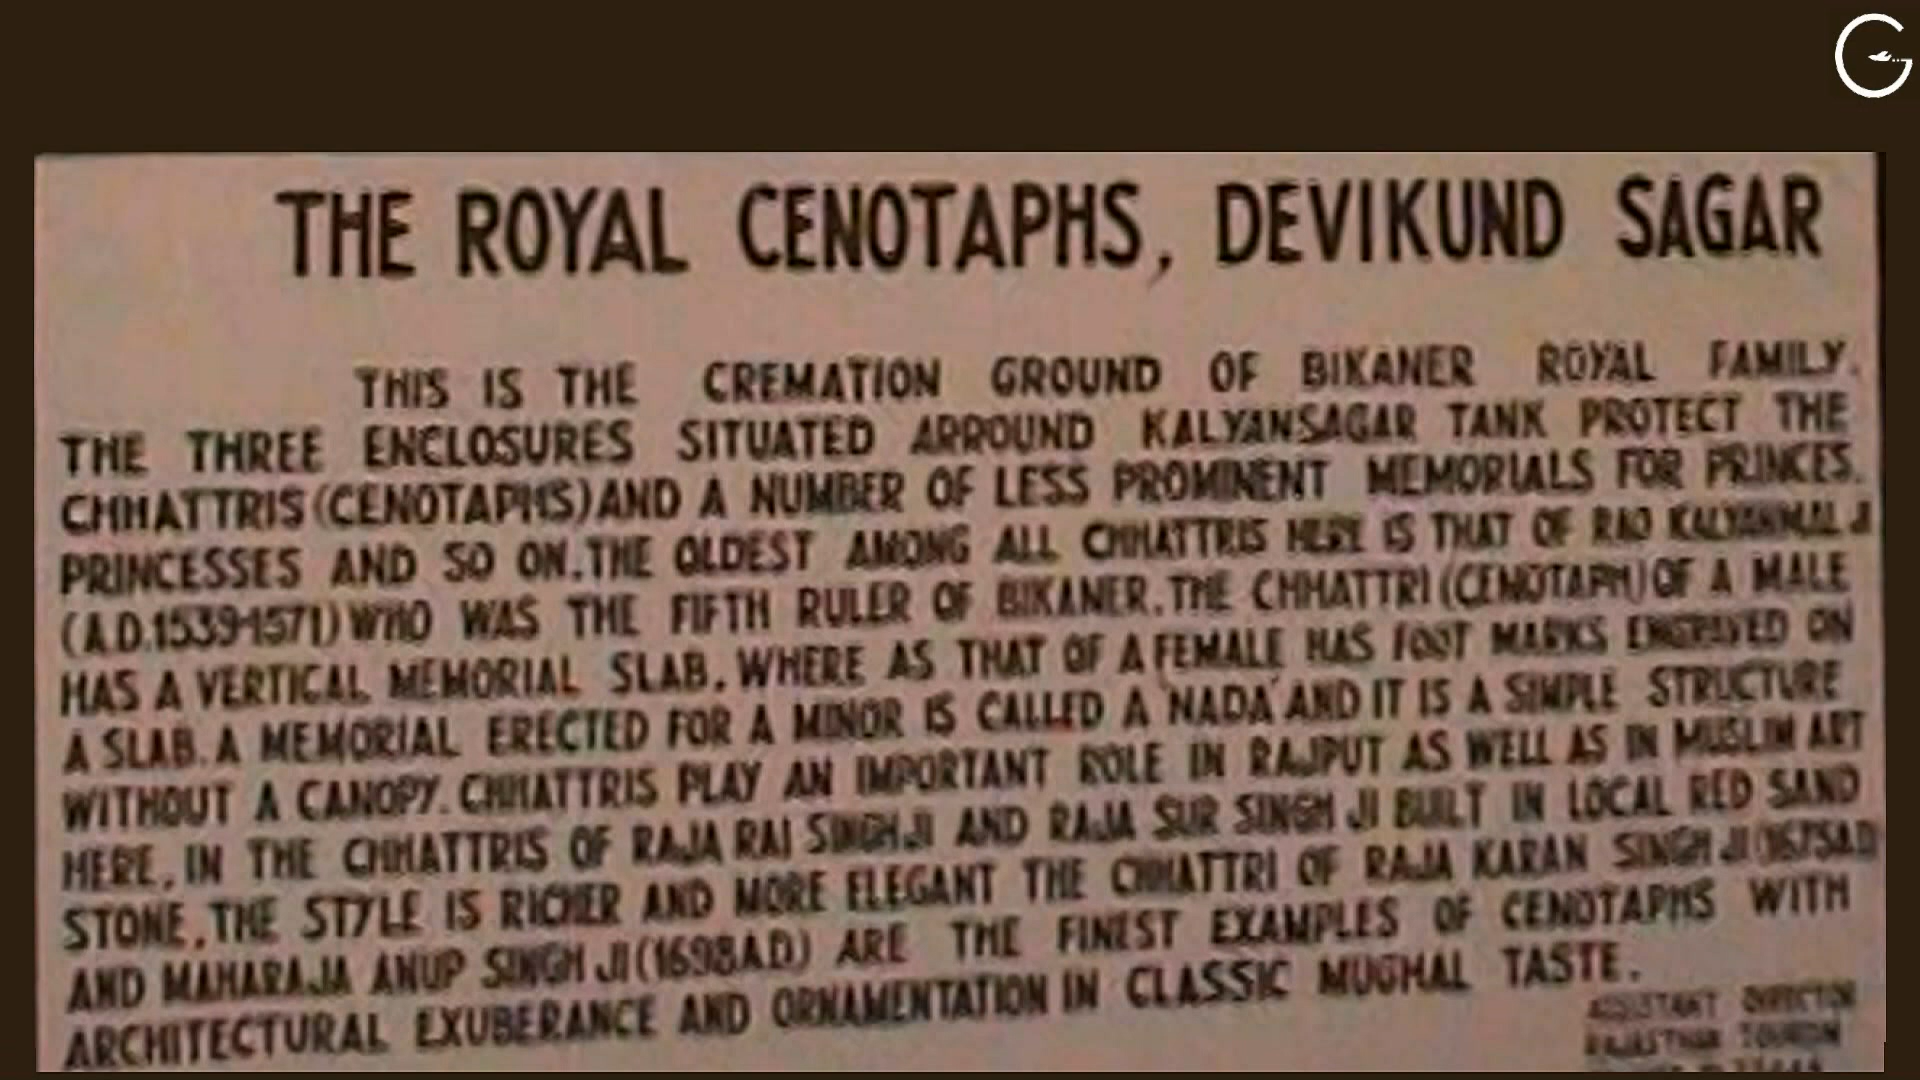 THE ROYAL CENOTAPHS, DEVIKUND SAGAR
THIS IS THE CREMATION GROUND OF BIKANER ROYAL FAMILY.
THE THREE ENCLOSURES SITUATED ARROUND KALYANSAGAR TANK PROTECT THE
CHHATTRIS (CENOTAPHS) AND A NUMBER OF LESS PROMINENT MEMORIALS FOR PRINCES.
PRINCESSES AND SO ON. THE OLDEST AMONG ALL CHHATTRIS HERE IS THAT OF RAO KALYANMAL JI
(A.D.1539-1571) WHO WAS THE FIFTH RULER OF BIKANER. THE CHHATTRI (CENOTAPH) OF A MALE
HAS A VERTICAL MEMORIAL SLAB. WHERE AS THAT OF A FEMALE HAS FOOT MARKS ENGRAVED ON
A SLAB. A MEMORIAL ERECTED FOR A MINOR IS CALLED A 'NADA' AND IT IS A SIMPLE STRUCTURE
WITHOUT A CANOPY. CHHATTRIS PLAY AN IMPORTANT ROLE IN RAJPUT AS WELL AS IN MUSLIM ART
HERE, IN THE CHHATTRIS OF RAJA RAI SINGH JI AND RAJA SUR SINGH JI BUILT IN LOCAL RED SAND
STONE, THE STYLE IS RICHER AND MORE ELEGANT THE CHHATTRI OF RAJA KARAN SINGH JI (1675AD)
AND MAHARAJA ANUP SINGH JI (1698A.D) ARE THE FINEST EXAMPLES OF CENOTAPHS WITH
ARCHITECTURAL EXUBERANCE AND ORNAMENTATION IN CLASSIC MUGHAL TASTE.
ASSISTANT DIRECTOR
RAJASTHAN TOURISM